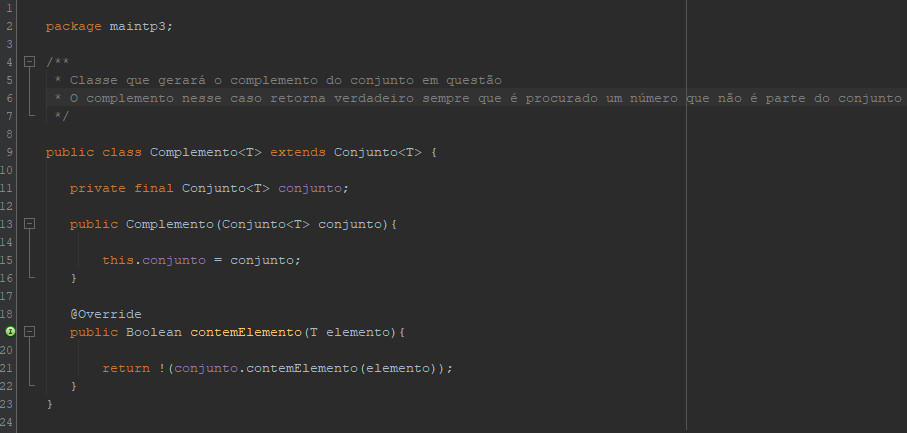 1
2 package maintp3;
3
4 /**
5 * Classe que gerará o complemento do conjunto em questão
6 * O complemento nesse caso retorna verdadeiro sempre que é procurado um número que não é parte do conjunto
7 */
8
9 public class Complemento<T> extends Conjunto<T> {
10
11 private final Conjunto<T> conjunto;
12
13 public Complemento(Conjunto<T> conjunto){
14
15 this.conjunto = conjunto;
16 }
17
18 @Override
public Boolean contemElemento(T elemento){
20
21 return !(conjunto.contemElemento(elemento));
22 }
23 }
24